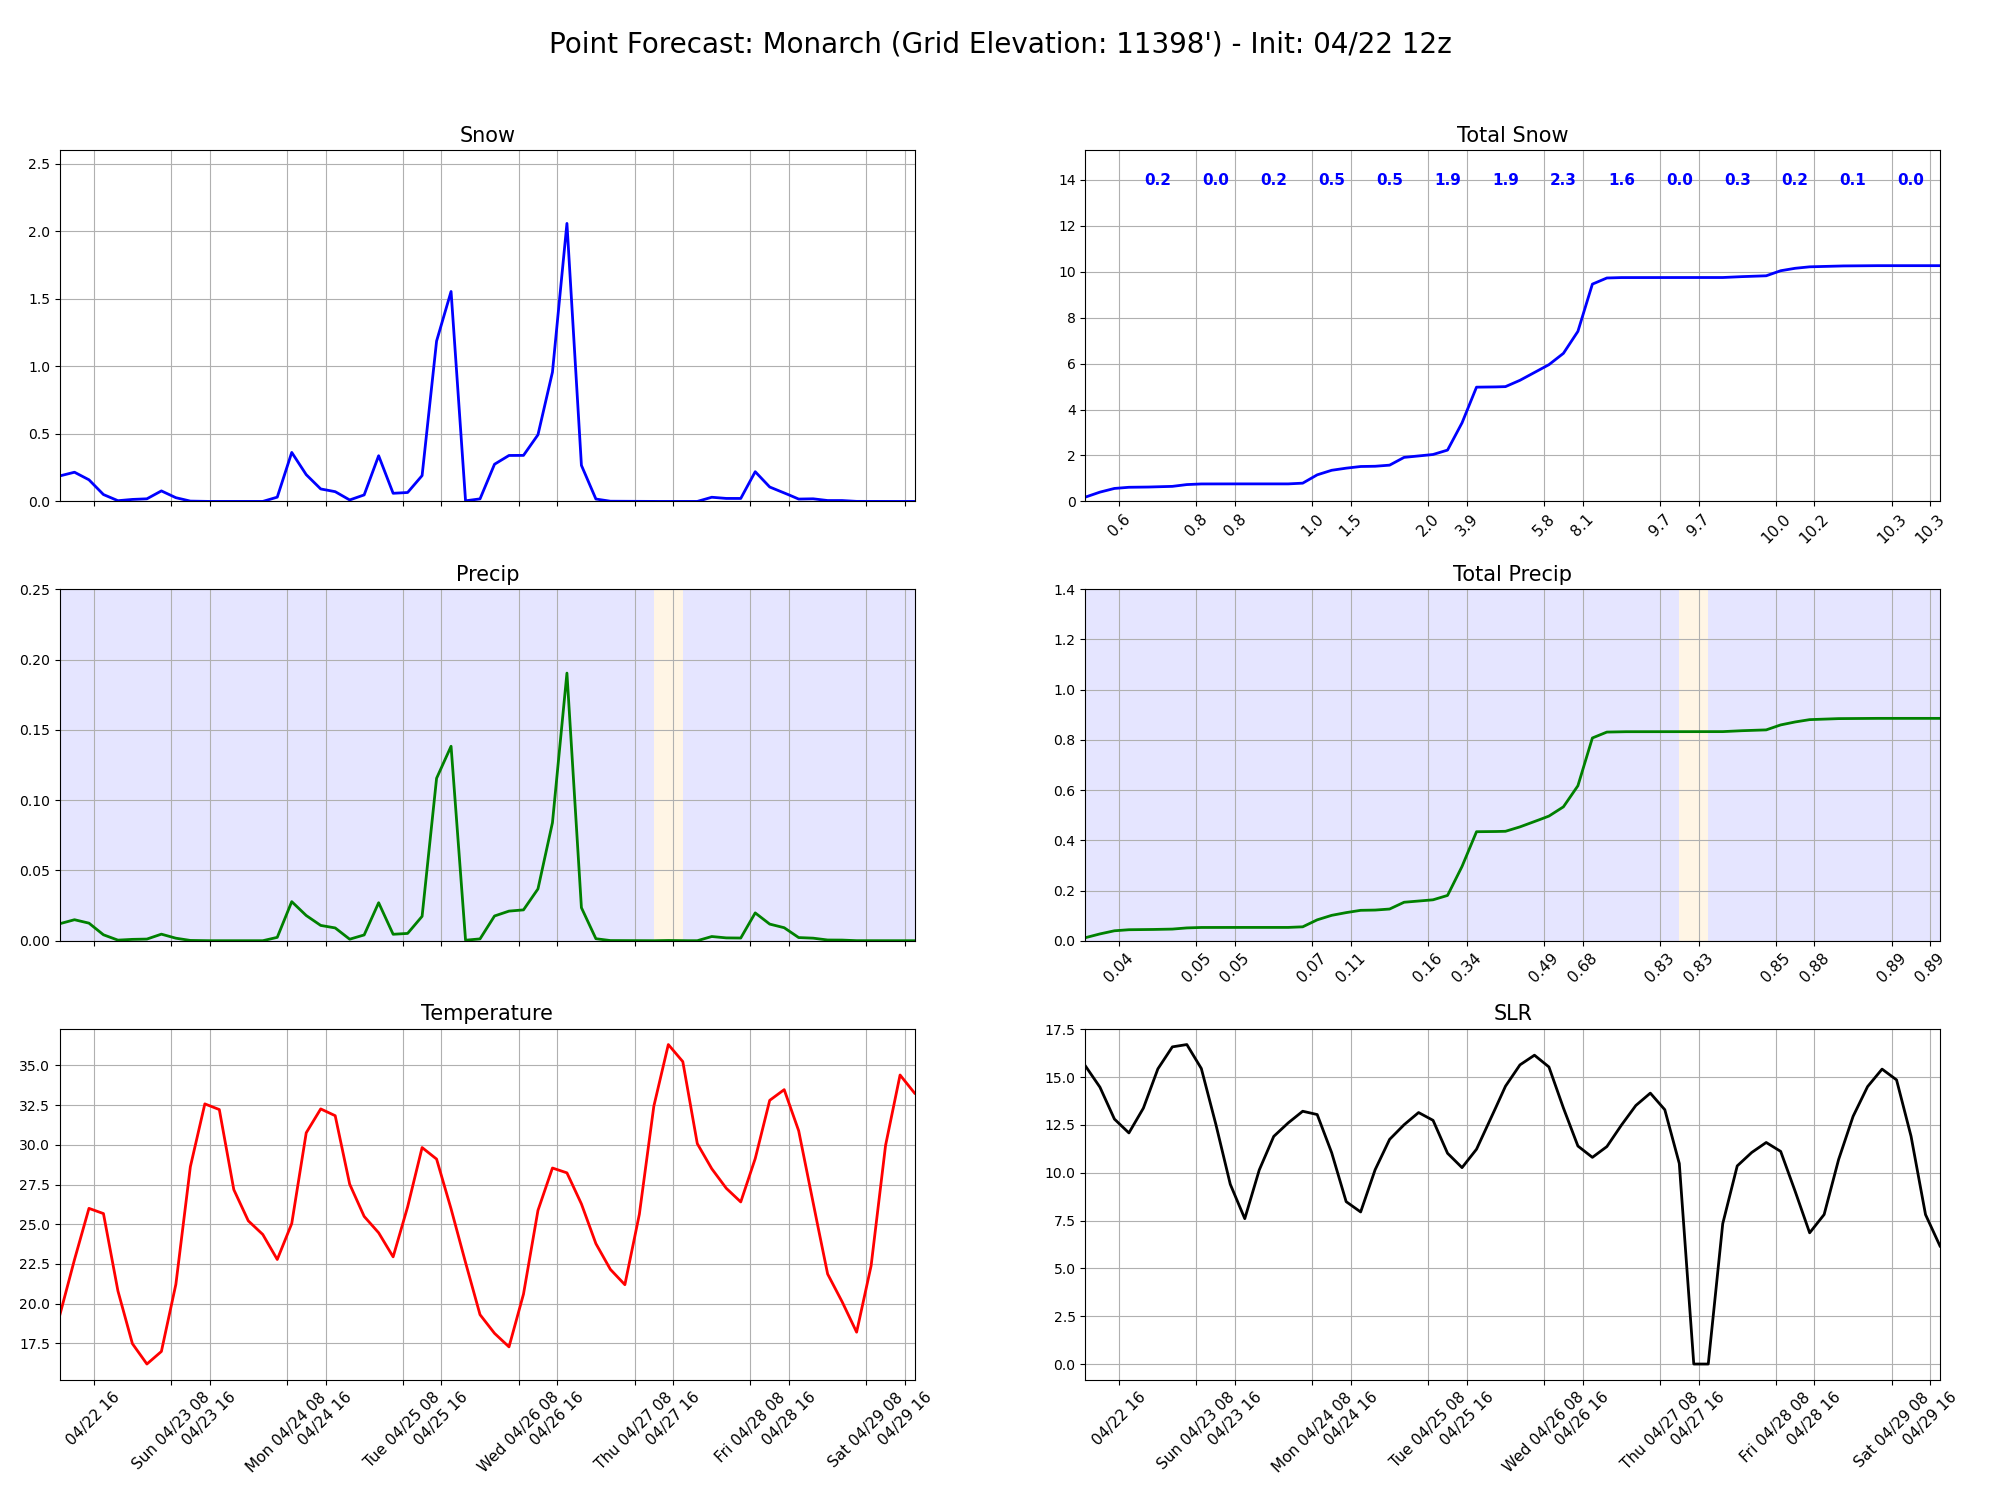 Point Forecast: Monarch (Grid Elevation: 11398') - Init: 04/22 12z
Snow
2.5
2.0
1.5
1.0
0.5
0.0
Total Snow
14
12
10
8
6
4
2
0
0.2 0.0 0.2 0.5 0.5 1.9 1.9 2.3 1.6 0.0 0.3 0.2 0.1 0.0
0.6 0.8 0.8 1.0 1.5 2.0 3.9 5.8 8.1 9.7 9.7 10.0 10.2 10.3 10.3
Precip
0.25
0.20
0.15
0.10
0.05
0.00
Total Precip
1.4
1.2
1.0
0.8
0.6
0.4
0.2
0.0
0.04 0.05 0.05 0.07 0.11 0.16 0.34 0.49 0.68 0.83 0.83 0.85 0.88 0.89 0.89
Temperature
35.0
32.5
30.0
27.5
25.0
22.5
20.0
17.5
04/22 16
Sun 04/23 08
04/23 16
Mon 04/24 08
04/24 16
Tue 04/25 08
04/25 16
Wed 04/26 08
04/26 16
Thu 04/27 08
04/27 16
Fri 04/28 08
04/28 16
Sat 04/29 08
04/29 16
SLR
17.5
15.0
12.5
10.0
7.5
5.0
2.5
0.0
04/22 16
Sun 04/23 08
04/23 16
Mon 04/24 08
04/24 16
Tue 04/25 08
04/25 16
Wed 04/26 08
04/26 16
Thu 04/27 08
04/27 16
Fri 04/28 08
04/28 16
Sat 04/29 08
04/29 16